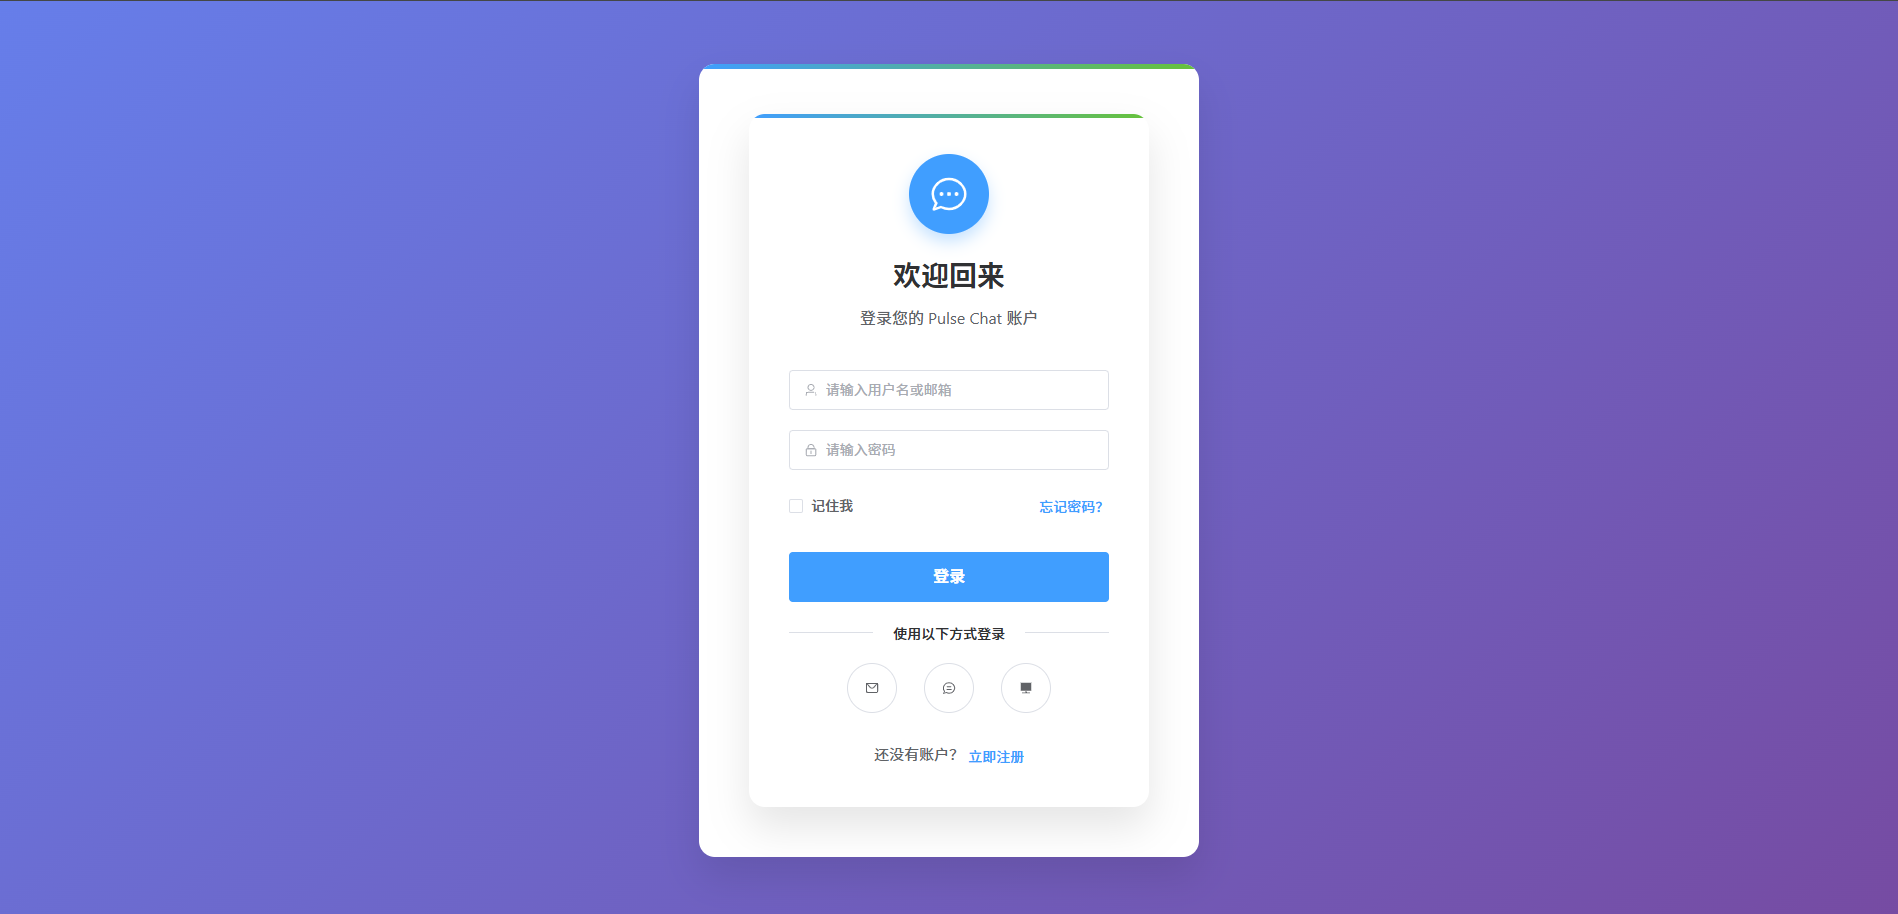 欢迎回来
登录您的 Pulse Chat 账户
请输入用户名或邮箱
请输入密码
记住我 忘记密码?
登录
使用以下方式登录
还没有账户? 立即注册